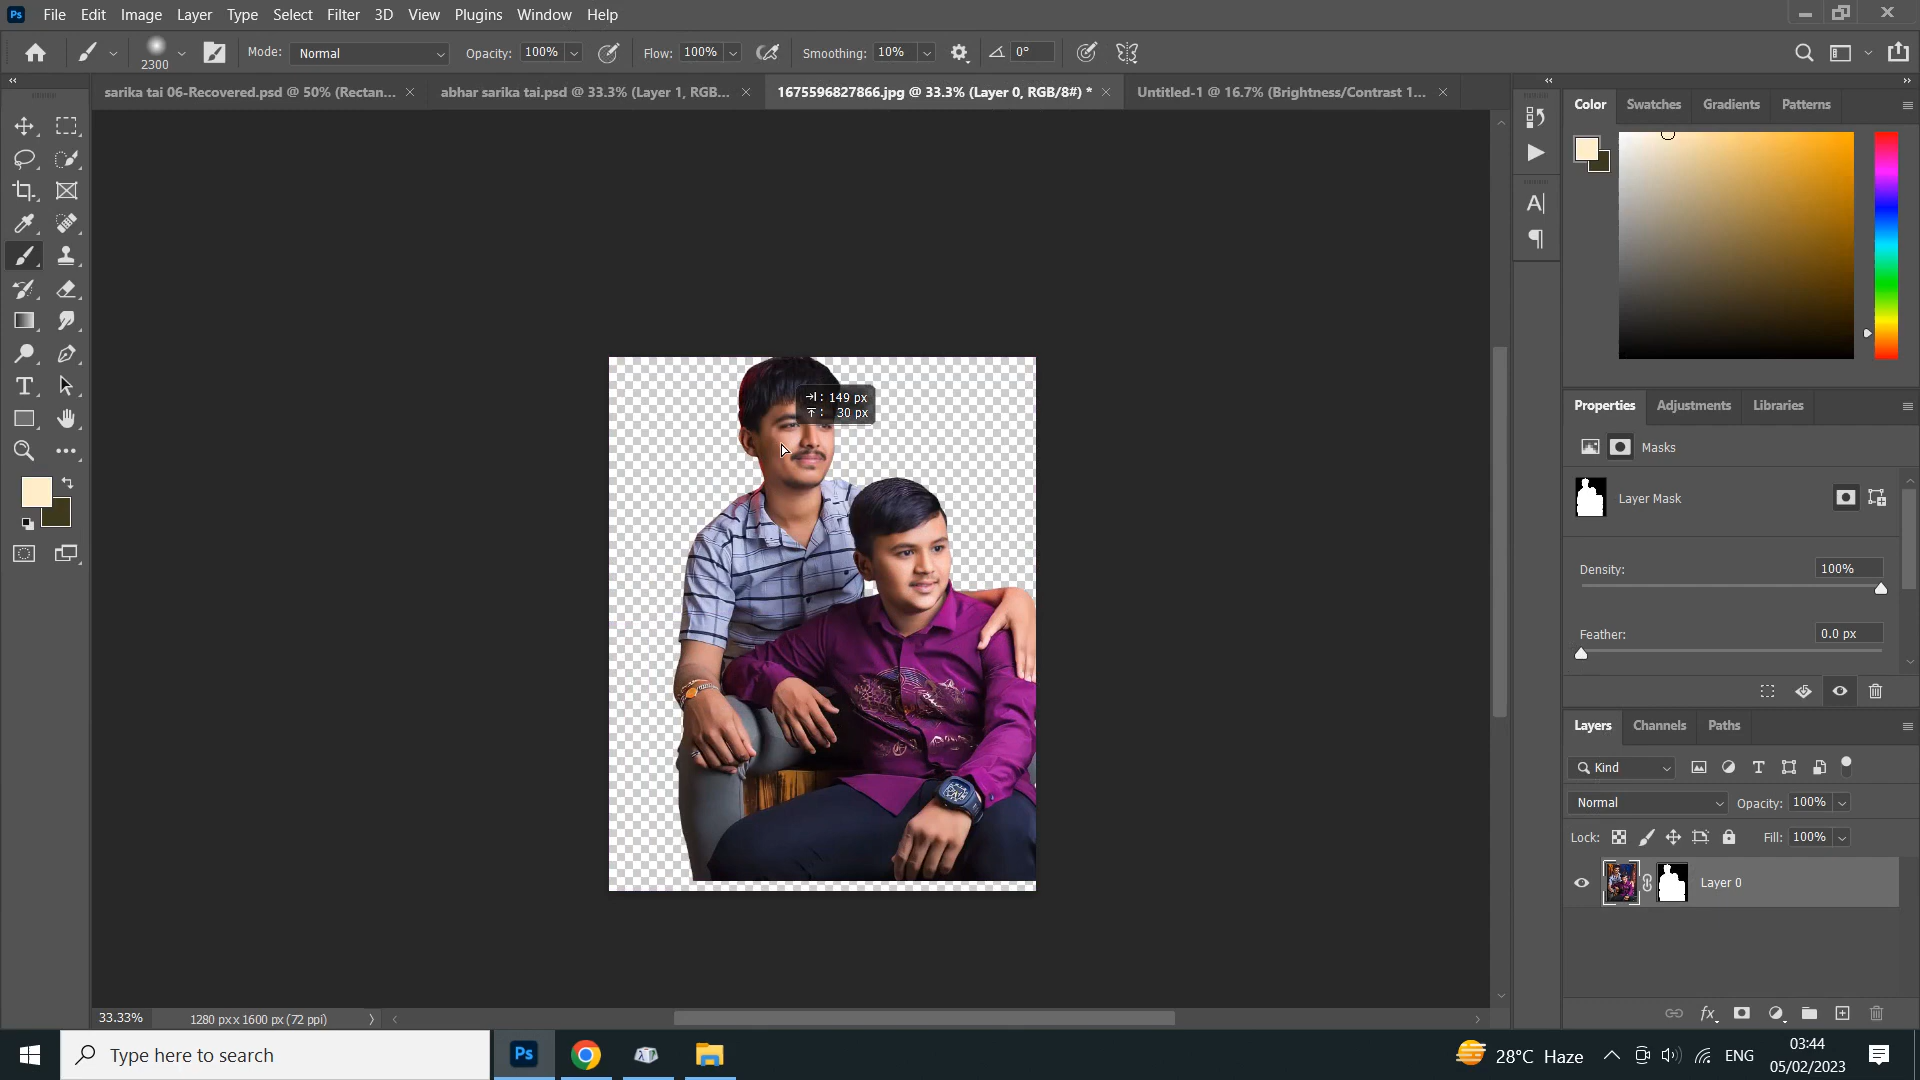 Ps File Edit Image Layer Type Select Filter 3D View Plugins Window Help
2300 Mode: Normal Opacity: 100% Flow: 100% Smoothing: 10% 0°
sarika tai 06-Recovered.psd @ 50% (Rectan... × abhar sarika tai.psd @ 33.3% (Layer 1, RGB... × 1675596827866.jpg @ 33.3% (Layer 0, RGB/8#) * × Untitled-1 @ 16.7% (Brightness/Contrast 1... ×
Color Swatches Gradients Patterns
149 px
30 px
Properties Adjustments Libraries
Masks
Layer Mask
Density: 100%
Feather: 0.0 px
Layers Channels Paths
Kind
Normal Opacity: 100%
Lock: Fill: 100%
Layer 0
33.33% 1280 px x 1600 px (72 ppi)
Type here to search
Ps
28°C Haze
ENG
03:44
05/02/2023